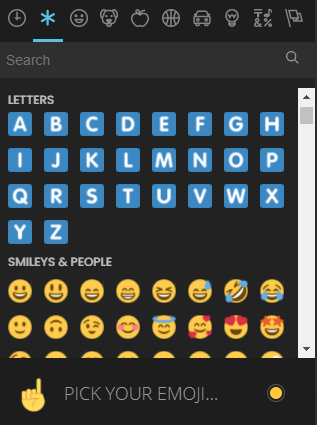 Search
LETTERS
A B C D E F G H
I J K L M N O P
Q R S T U V W X
Y Z
SMILEYS & PEOPLE
PICK YOUR EMOJI...